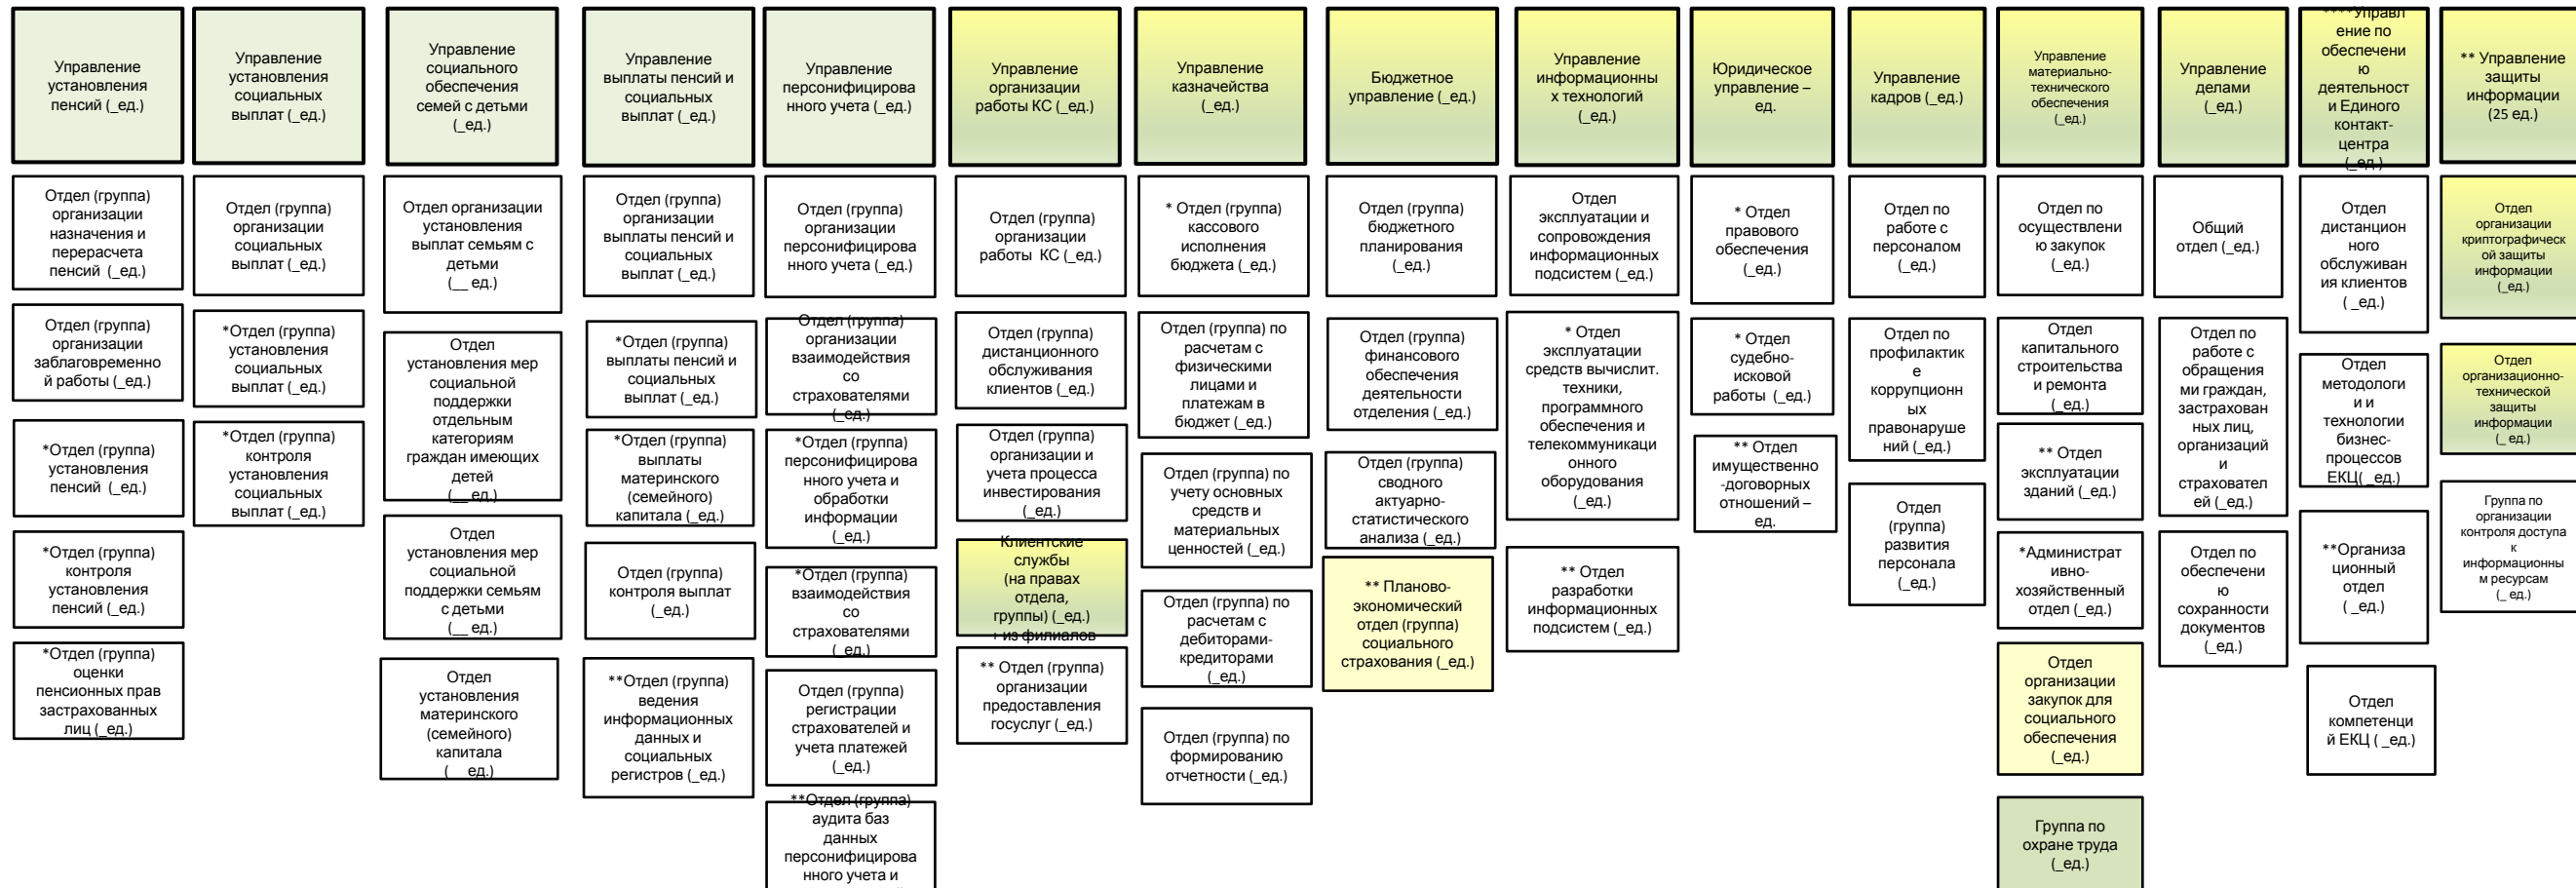 Управление
установления
пенсий (_ед.)
Управление
установления
социальных
выплат (_ед.)
Управление
социального
обеспечения
семей с детьми
(_ед.)
Управление
выплаты пенсий и
социальных
выплат (_ед.)
Управление
персонифицирова
нного учета (_ед.)
Управление
организации
работы КС (_ед.)
Управление
казначейства
(_ед.)
Бюджетное
управление (_ед.)
Управление
информационны
х технологий
(_ед.)
Юридическое
управление –
ед.
Управление
кадров (_ед.)
Управление
материально-
технического
обеспечения
(_ед.)
Управление
делами
(_ед.)
****Управл
ение по
обеспечени
ю
деятельност
и Единого
контакт-
центра
(_ед.)
** Управление
защиты
информации
(25 ед.)
Отдел (группа)
организации
назначения и
перерасчета
пенсий (_ед.)
Отдел (группа)
организации
социальных
выплат (_ед.)
Отдел организации
установления
выплат семьям с
детьми
(__ ед.)
Отдел (группа)
организации
выплаты пенсий и
социальных
выплат (_ед.)
Отдел (группа)
организации
персонифицирова
нного учета (_ед.)
Отдел (группа)
организации
работы КС (_ед.)
* Отдел (группа)
кассового
исполнения
бюджета (_ед.)
Отдел (группа)
бюджетного
планирования
(_ед.)
Отдел
эксплуатации и
сопровождения
информационных
подсистем (_ед.)
* Отдел
правового
обеспечения
(_ед.)
Отдел по
работе с
персоналом
(_ед.)
Отдел по
осуществлени
ю закупок
(_ед.)
Общий
отдел (_ед.)
Отдел
дистанцион
ного
обслуживан
ия клиентов
( _ед.)
Отдел
организации
криптографическ
ой защиты
информации
(_ед.)
Отдел (группа)
организации
заблаговременно
й работы (_ед.)
*Отдел (группа)
установления
социальных
выплат (_ед.)
Отдел
установления мер
социальной
поддержки
отдельным
категориям
граждан имеющих
детей
(__ ед.)
*Отдел (группа)
выплаты пенсий и
социальных
выплат (_ед.)
Отдел (группа)
организации
взаимодействия
со
страхователями
(_ед.)
Отдел (группа)
дистанционного
обслуживания
клиентов (_ед.)
Отдел (группа) по
расчетам с
физическими
лицами и
платежам в
бюджет (_ед.)
Отдел (группа)
финансового
обеспечения
деятельности
отделения (_ед.)
* Отдел
эксплуатации
средств вычислит.
техники,
программного
обеспечения и
телекоммуникаци
онного
оборудования
(_ед.)
* Отдел
судебно-
исковой
работы (_ед.)
Отдел по
профилактик
е
коррупционн
ых
правонаруше
ний (_ед.)
Отдел
капитального
строительства
и ремонта
(_ед.)
Отдел по
работе с
обращения
ми граждан,
застрахован
ных лиц,
организаций
и
страховател
ей (_ед.)
Отдел
методологи
и и
технологии
бизнес-
процессов
ЕКЦ( _ед.)
Отдел
организационно-
технической
защиты
информации
(_ ед.)
*Отдел (группа)
установления
пенсий (_ед.)
*Отдел (группа)
контроля
установления
социальных
выплат (_ед.)
*Отдел (группа)
выплаты
материнского
(семейного)
капитала (_ед.)
*Отдел (группа)
персонифицирова
нного учета и
обработки
информации
(_ед.)
Отдел (группа)
организации и
учета процесса
инвестирования
(_ед.)
Отдел (группа) по
учету основных
средств и
материальных
ценностей (_ед.)
Отдел (группа)
сводного
актуарно-
статистического
анализа (_ед.)
** Отдел
имущественно
-договорных
отношений –
ед.
Отдел
(группа)
развития
персонала
(_ед.)
** Отдел
эксплуатации
зданий (_ед.)
Группа по
организации
контроля доступа
к
информационны
м ресурсам
(_ ед.)
*Отдел (группа)
контроля
установления
пенсий (_ед.)
Отдел
установления мер
социальной
поддержки семьям
с детьми
(__ ед.)
Отдел (группа)
контроля выплат
(_ед.)
*Отдел (группа)
взаимодействия
со
страхователями
(_ед.)
Клиентские
службы
(на правах
отдела,
группы) (_ед.)
+ из филиалов
Отдел (группа) по
расчетам с
дебиторами-
кредиторами
(_ед.)
** Планово-
экономический
отдел (группа)
социального
страхования (_ед.)
** Отдел
разработки
информационных
подсистем (_ед.)
*Администрат
ивно-
хозяйственный
отдел (_ед.)
Отдел по
обеспечени
ю
сохранности
документов
(_ед.)
**Организа
ционный
отдел
( _ед.)
*Отдел (группа)
оценки
пенсионных прав
застрахованных
лиц (_ед.)
Отдел
установления
материнского
(семейного)
капитала
(__ ед.)
**Отдел (группа)
ведения
информационных
данных и
социальных
регистров (_ед.)
Отдел (группа)
регистрации
страхователей и
учета платежей
(_ед.)
** Отдел (группа)
организации
предоставления
госуслуг (_ед.)
Отдел (группа) по
формированию
отчетности (_ед.)
Отдел
организации
закупок для
социального
обеспечения
(_ед.)
Отдел
компетенци
й ЕКЦ ( _ед.)
**Отдел (группа)
аудита баз
данных
персонифицирова
нного учета и
Группа по
охране труда
(_ед.)